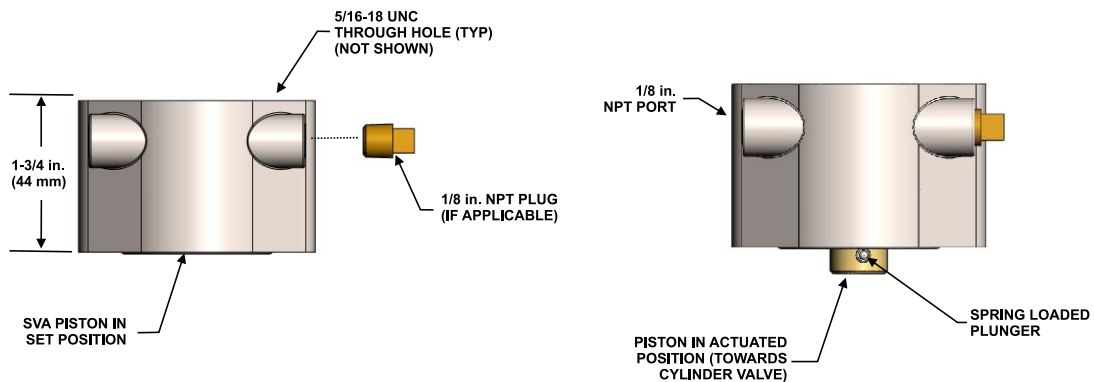 5/16-18 UNC
THROUGH HOLE (TYP)
(NOT SHOWN)
1-3/4 in.
(44 mm)
1/8 in. NPT PLUG
(IF APPLICABLE)
SVA PISTON IN
SET POSITION
1/8 in.
NPT PORT
SPRING LOADED
PLUNGER
PISTON IN ACTUATED
POSITION (TOWARDS
CYLINDER VALVE)